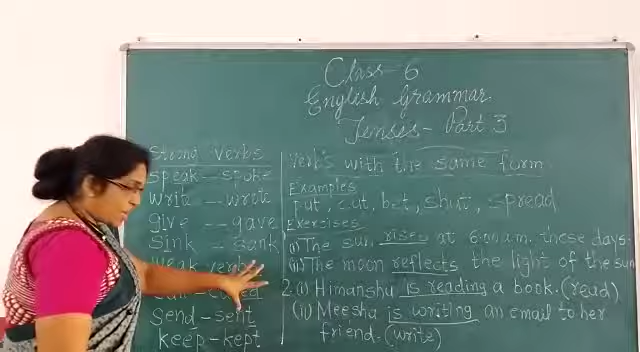 Class-6
English Grammar
Tenses - Part 3
Strong Verbs
speak - spoke
write - wrote
give - gave
sink - sank
Weak verbs
send - sent
keep - kept
Verbs with the same form
Examples
put, cut, bet, shut, spread
Exercises
(i) The sun rises at 6:00 a.m. these days.
(ii) The moon reflects the light of the sun
2. (i) Himanshu is reading a book. (read)
(ii) Meesha is writing an email to her
friend. (write)